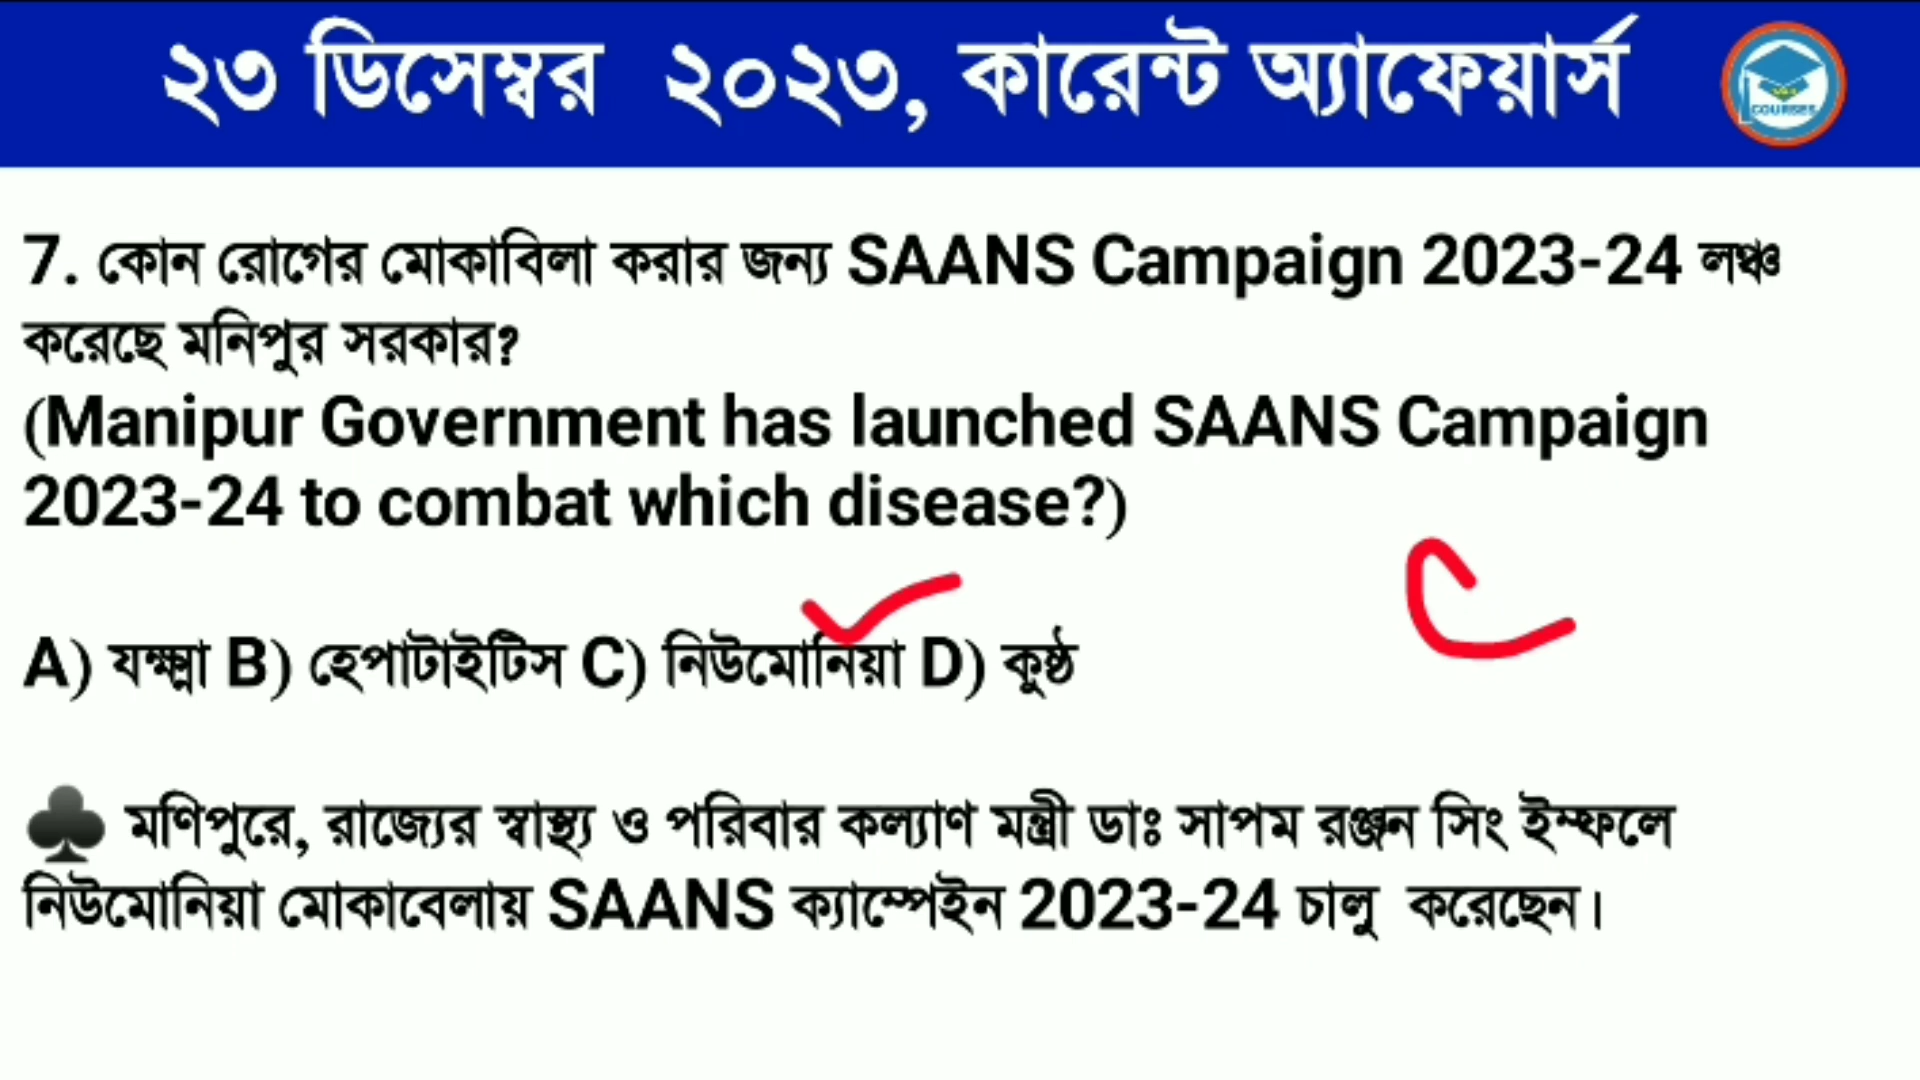 ২৩ ডিসেম্বর ২০২৩, কারেন্ট অ্যাফেয়ার্স
COURSES
7. কোন রোগের মোকাবিলা করার জন্য SAANS Campaign 2023-24 লঞ্চ
করেছে মনিপুর সরকার?
(Manipur Government has launched SAANS Campaign
2023-24 to combat which disease?)
A) যক্ষ্মা B) হেপাটাইটিস C) নিউমোনিয়া D) কুষ্ঠ
♣ মণিপুরে, রাজ্যের স্বাস্থ্য ও পরিবার কল্যাণ মন্ত্রী ডাঃ সাপম রঞ্জন সিং ইম্ফলে
নিউমোনিয়া মোকাবেলায় SAANS ক্যাম্পেইন 2023-24 চালু করেছেন।